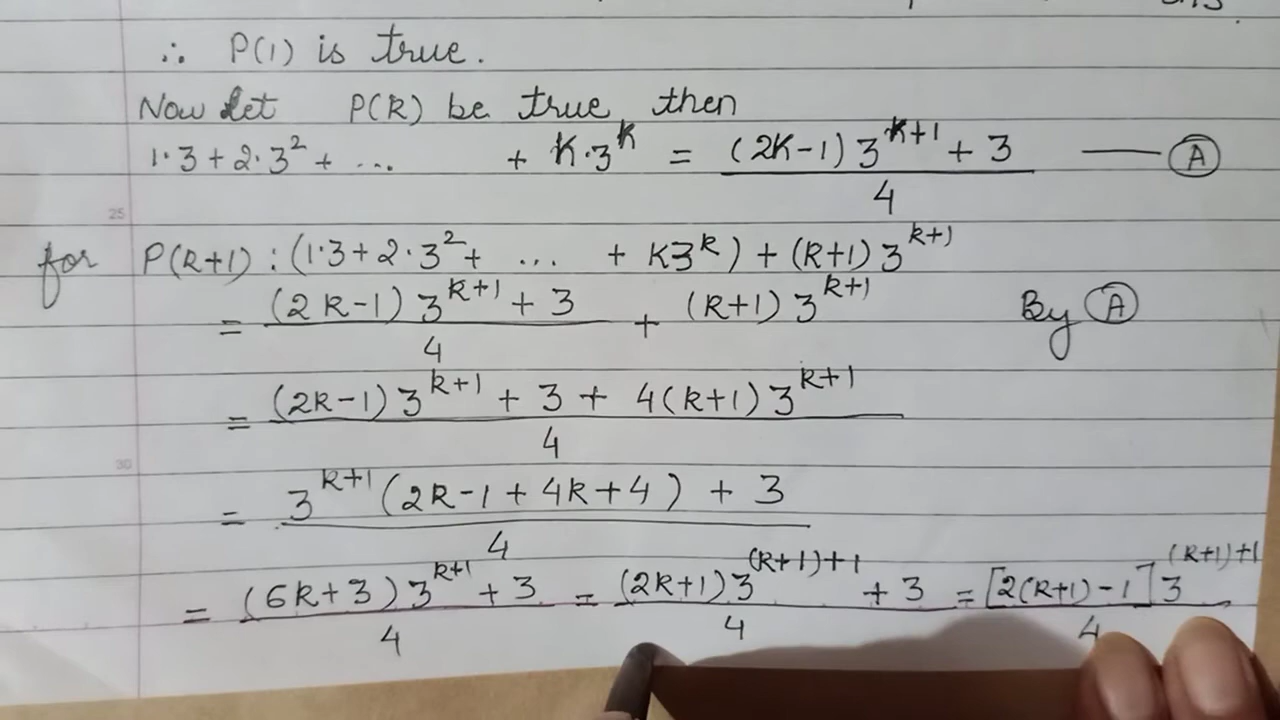 ∴ P(1) is true.
Now let P(k) be true then
1·3 + 2·3² + ... + k·3^k = (2k-1) 3^(k+1) + 3 / 4 —— Ⓐ
25
for P(k+1) : (1·3 + 2·3² + ... + k3^k) + (k+1) 3^(k+1)
= (2k-1) 3^(k+1) + 3 / 4 + (k+1) 3^(k+1) By Ⓐ
= (2k-1) 3^(k+1) + 3 + 4(k+1) 3^(k+1) / 4
30
= 3^(k+1) (2k-1 + 4k+4) + 3 / 4
= (6k+3) 3^(k+1) + 3 / 4 = (2k+1) 3^((k+1)+1) + 3 / 4 = [2(k+1)-1] 3^((k+1)+1) / 4